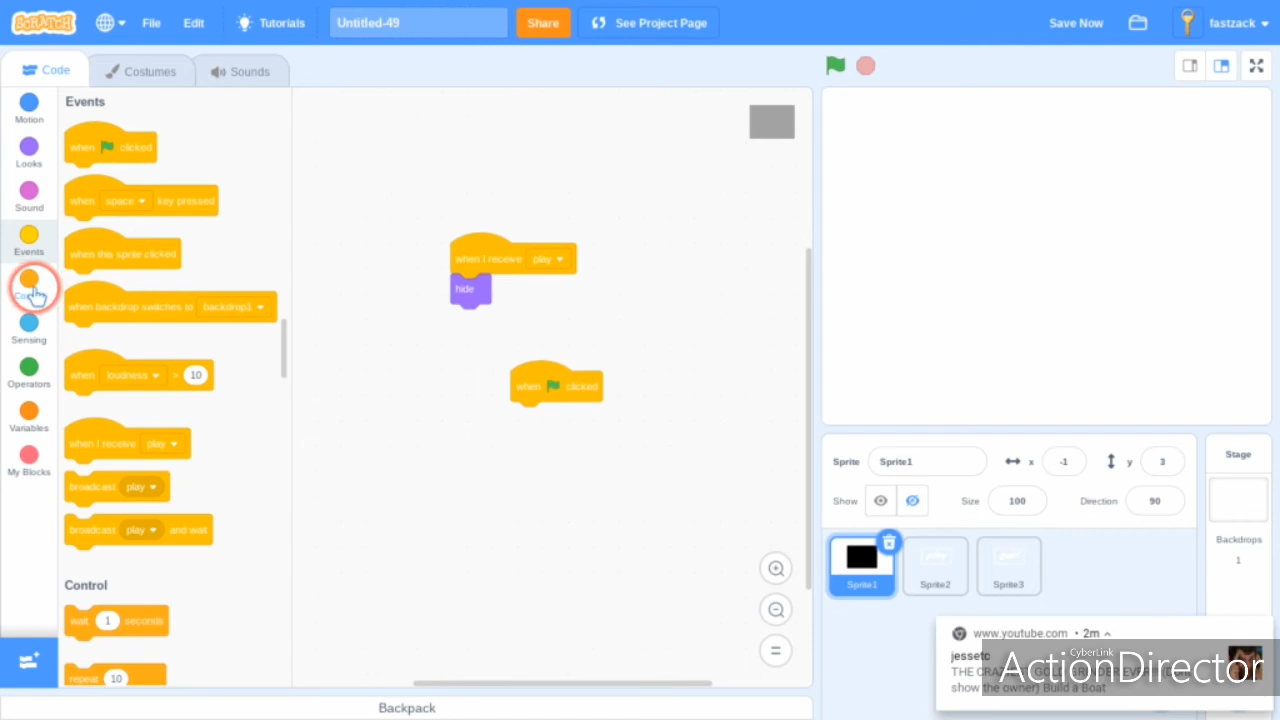 SCRATCH
File
Edit
Tutorials
Untitled-49
Share
See Project Page
Save Now
fastzack
Code
Costumes
Sounds
Motion
Looks
Sound
Events
Sensing
Operators
Variables
My Blocks
Events
when clicked
when space key pressed
when this sprite clicked
when backdrop switches to backdrop1
when loudness > 10
when I receive play
broadcast play
broadcast play and wait
Control
wait 1 seconds
repeat 10
when I receive play
hide
when clicked
Sprite Sprite1 x -1 y 3
Show Size 100 Direction 90
Sprite1
Sprite2
Sprite3
Stage
Backdrops
1
www.youtube.com • 2m
jessetc
show the owner) Build a Boat
CyberLink
ActionDirector
Backpack